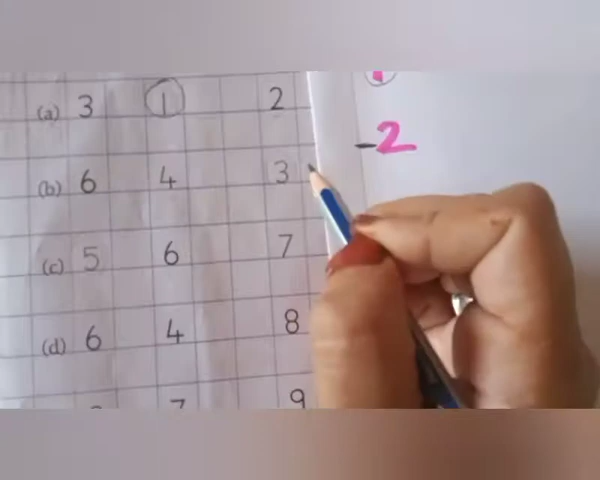 (a) 3 1 2
(b) 6 4 3
(c) 5 6 7
(d) 6 4 8
7 9
-2